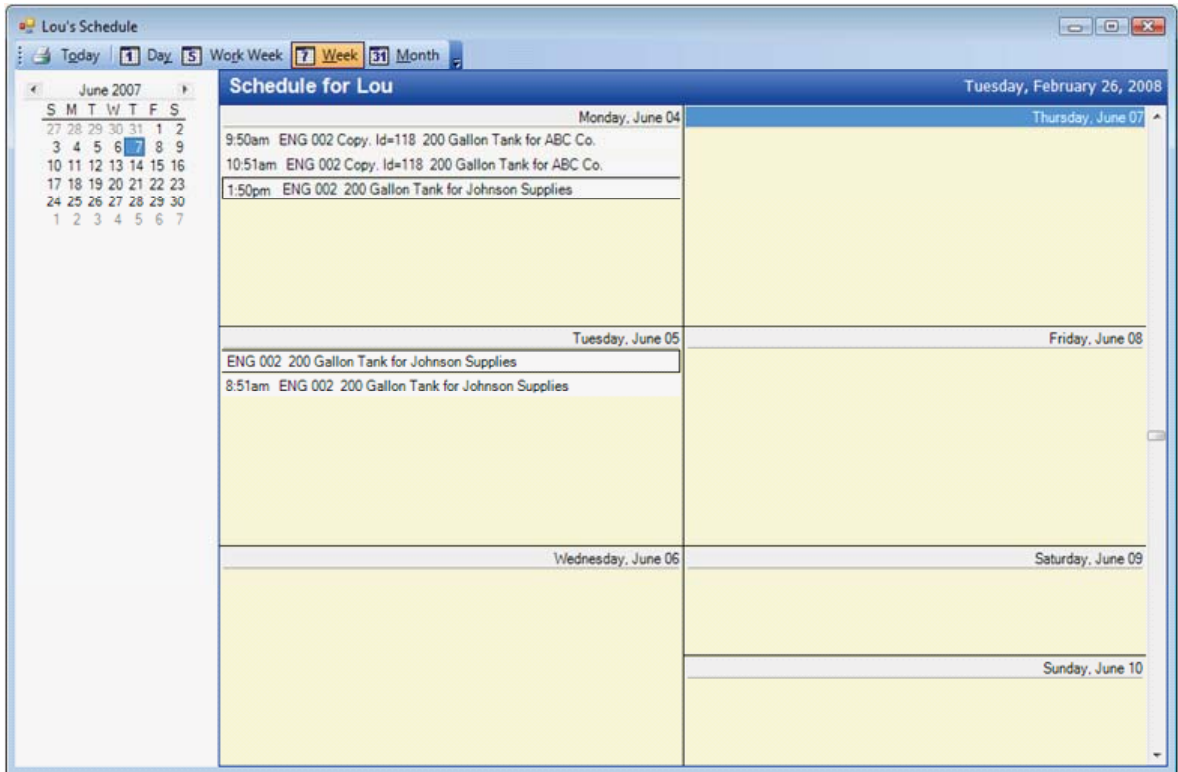 Lou's Schedule
Today 1 Day 5 Work Week 7 Week 31 Month
June 2007
S M T W T F S
27 28 29 30 31 1 2
3 4 5 6 7 8 9
10 11 12 13 14 15 16
17 18 19 20 21 22 23
24 25 26 27 28 29 30
1 2 3 4 5 6 7
Schedule for Lou
Tuesday, February 26, 2008
Monday, June 04
9:50am ENG 002 Copy. Id=118 200 Gallon Tank for ABC Co.
10:51am ENG 002 Copy. Id=118 200 Gallon Tank for ABC Co.
1:50pm ENG 002 200 Gallon Tank for Johnson Supplies
Tuesday, June 05
ENG 002 200 Gallon Tank for Johnson Supplies
8:51am ENG 002 200 Gallon Tank for Johnson Supplies
Wednesday, June 06
Thursday, June 07
Friday, June 08
Saturday, June 09
Sunday, June 10